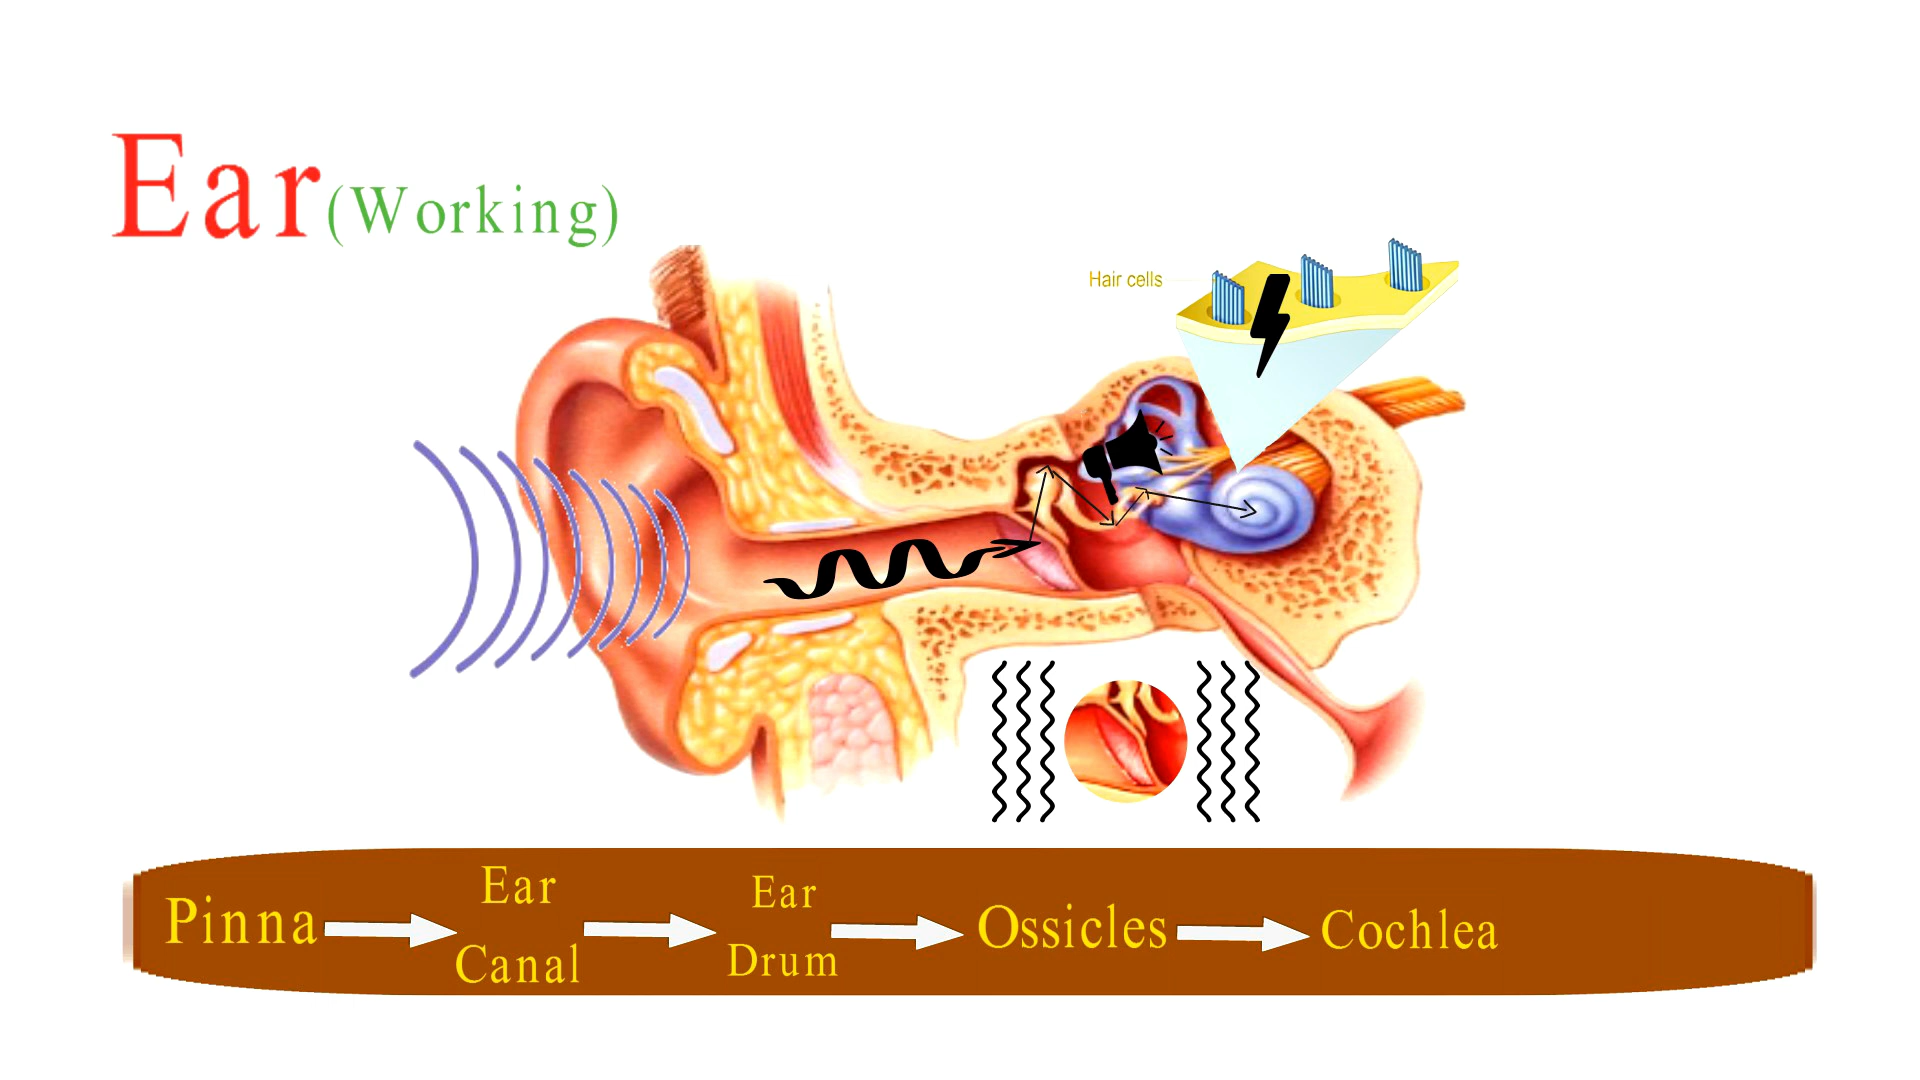 Ear (Working)
Hair cells
Pinna
Ear
Canal
Ear
Drum
Ossicles
Cochlea